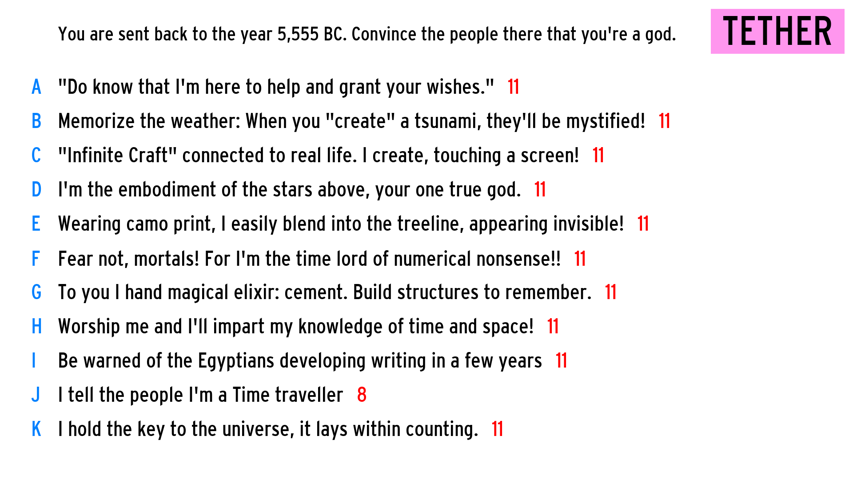 You are sent back to the year 5,555 BC. Convince the people there that you're a god.
TETHER
A "Do know that I'm here to help and grant your wishes." 11
B Memorize the weather: When you "create" a tsunami, they'll be mystified! 11
C "Infinite Craft" connected to real life. I create, touching a screen! 11
D I'm the embodiment of the stars above, your one true god. 11
E Wearing camo print, I easily blend into the treeline, appearing invisible! 11
F Fear not, mortals! For I'm the time lord of numerical nonsense!! 11
G To you I hand magical elixir: cement. Build structures to remember. 11
H Worship me and I'll impart my knowledge of time and space! 11
I Be warned of the Egyptians developing writing in a few years 11
J I tell the people I'm a Time traveller 8
K I hold the key to the universe, it lays within counting. 11